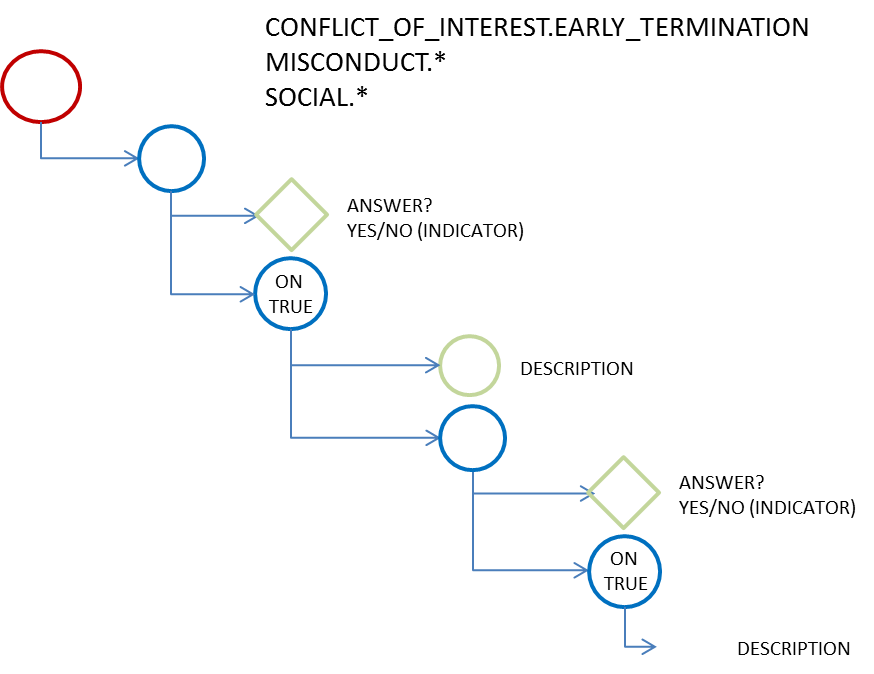 CONFLICT_OF_INTEREST.EARLY_TERMINATION
MISCONDUCT.*
SOCIAL.*
ANSWER?
YES/NO (INDICATOR)
ON
TRUE
DESCRIPTION
ANSWER?
YES/NO (INDICATOR)
ON
TRUE
DESCRIPTION